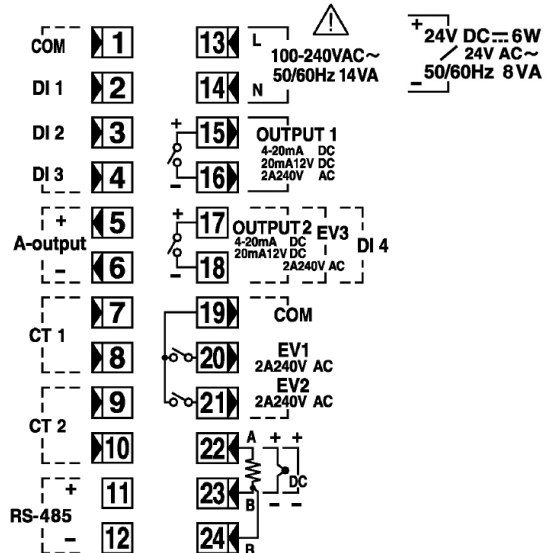 COM 1
DI 1 2
DI 2 3
DI 3 4
+ 5
A-output
- 6
7
CT 1
8
9
CT 2
10
+ 11
RS-485
- 12
13 L
100-240VAC~
50/60Hz 14VA
14 N
+ 24V DC⎓6W
/ 24V AC~
- 50/60Hz 8VA
+ 15 OUTPUT 1
4-20mA DC
20mA12V DC
- 16 2A240V AC
+ 17 OUTPUT2 EV3
4-20mA DC DI 4
20mA12V DC
- 18 2A240V AC
19 COM
20 EV1
2A240V AC
EV2
21 2A240V AC
22 A + +
DC
23 B - -
24 B